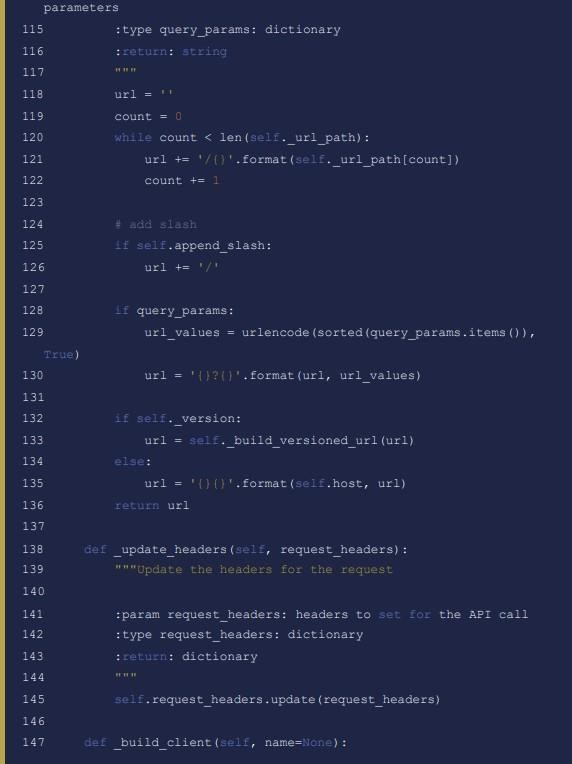 parameters
115         :type query_params: dictionary
116         :return: string
117         """
118         url = ''
119         count = 0
120         while count < len(self._url_path):
121             url += '/{}'.format(self._url_path[count])
122             count += 1
123
124         # add slash
125         if self.append_slash:
126             url += '/'
127
128         if query_params:
129             url_values = urlencode(sorted(query_params.items()),
True)
130             url = '{}?{}'.format(url, url_values)
131
132         if self._version:
133             url = self._build_versioned_url(url)
134         else:
135             url = '{}{}'.format(self.host, url)
136         return url
137
138     def _update_headers(self, request_headers):
139         """Update the headers for the request
140
141         :param request_headers: headers to set for the API call
142         :type request_headers: dictionary
143         :return: dictionary
144         """
145         self.request_headers.update(request_headers)
146
147     def _build_client(self, name=None):